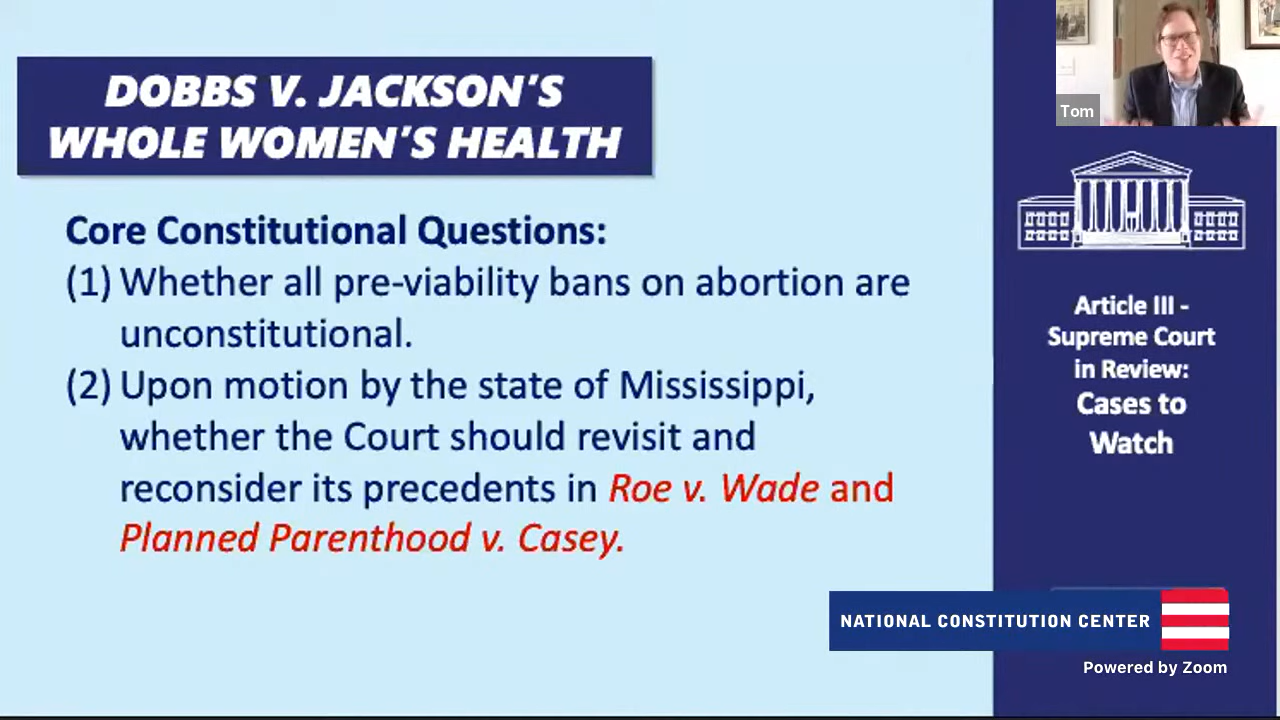 DOBBS V. JACKSON'S
WHOLE WOMEN'S HEALTH
Core Constitutional Questions:
(1) Whether all pre-viability bans on abortion are
unconstitutional.
(2) Upon motion by the state of Mississippi,
whether the Court should revisit and
reconsider its precedents in Roe v. Wade and
Planned Parenthood v. Casey.
Tom
Article III -
Supreme Court
in Review:
Cases to
Watch
NATIONAL CONSTITUTION CENTER
Powered by Zoom